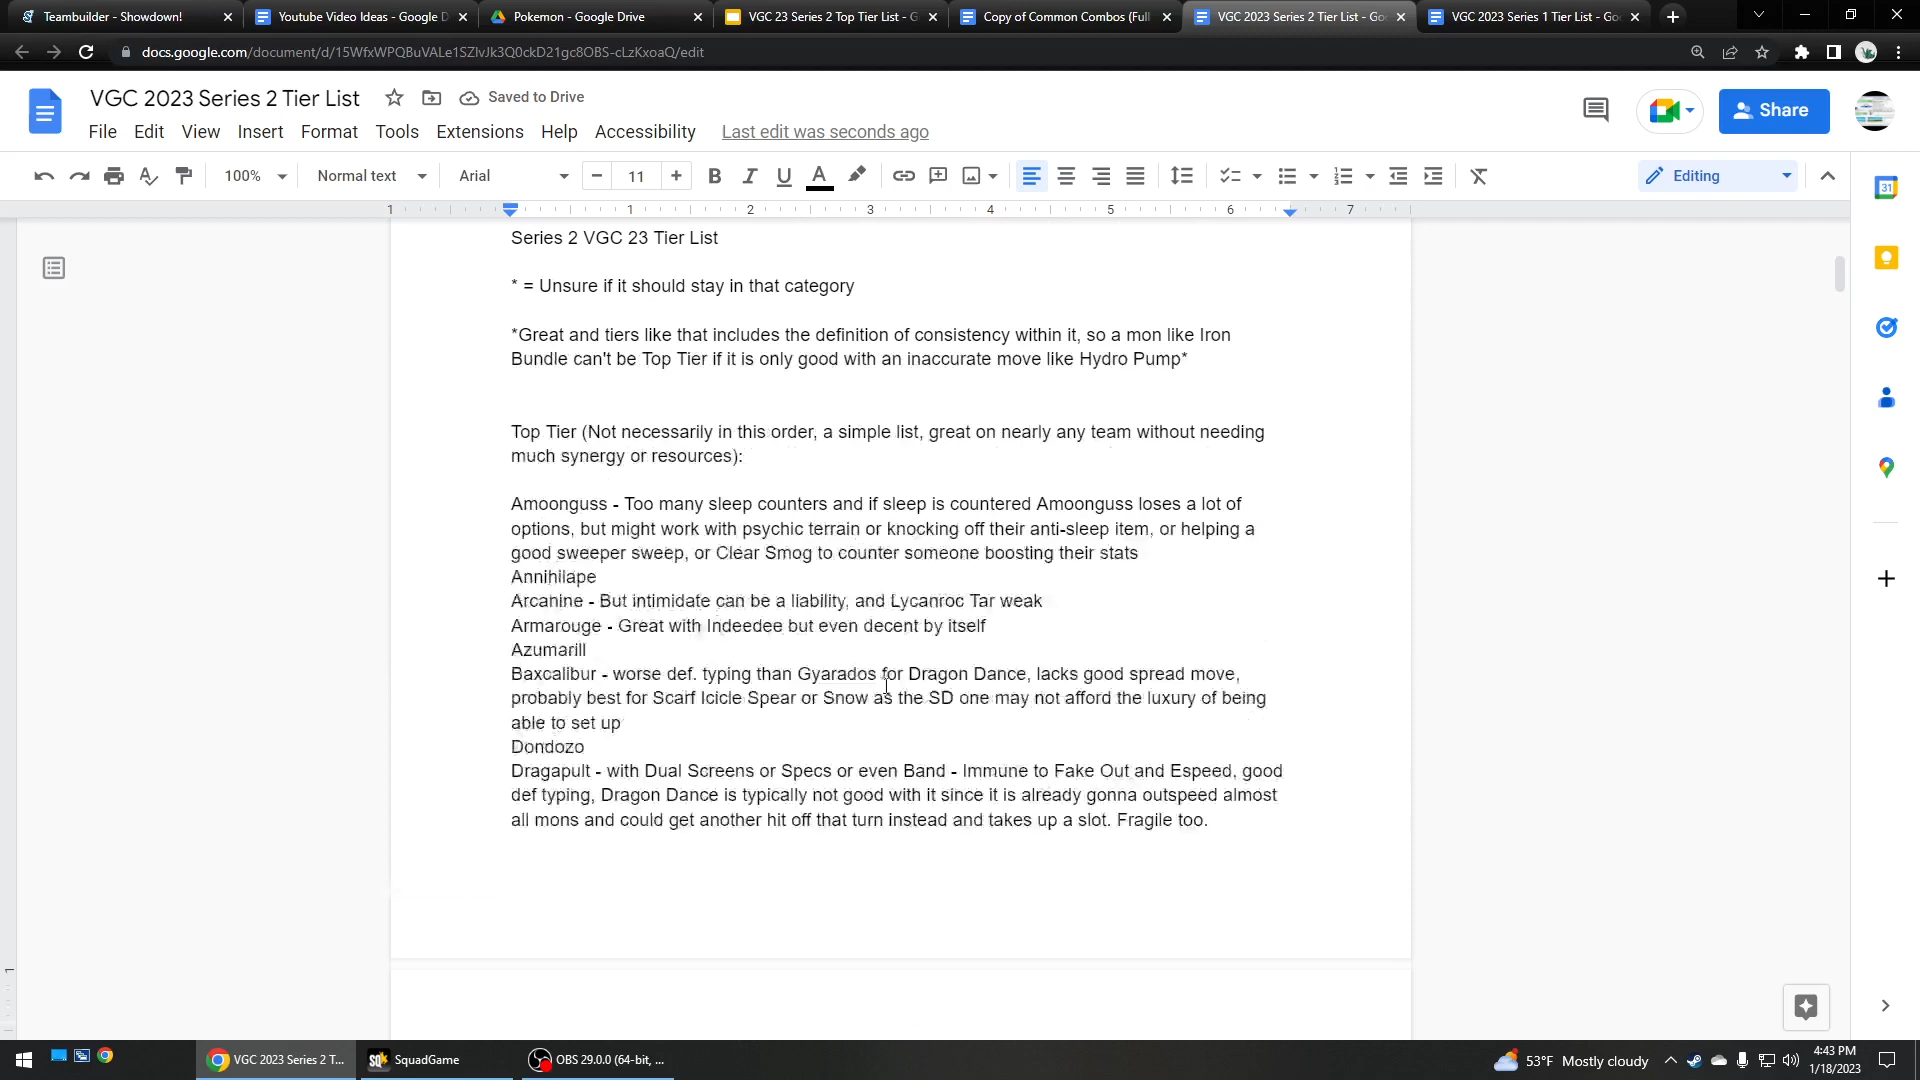 Teambuilder - Showdown!
Youtube Video Ideas - Google D
Pokemon - Google Drive
VGC 23 Series 2 Top Tier List - G
Copy of Common Combos (Full
VGC 2023 Series 2 Tier List - Goo
VGC 2023 Series 1 Tier List - Goo
docs.google.com/document/d/15WfxWPQBuVALe1SZIvJk3Q0ckD21gc8OBS-cLzKxoaQ/edit
VGC 2023 Series 2 Tier List
Saved to Drive
Share
File Edit View Insert Format Tools Extensions Help Accessibility Last edit was seconds ago
100% Normal text Arial 11 Editing
1 1 2 3 4 5 6 7
Series 2 VGC 23 Tier List
* = Unsure if it should stay in that category
*Great and tiers like that includes the definition of consistency within it, so a mon like Iron
Bundle can't be Top Tier if it is only good with an inaccurate move like Hydro Pump*
Top Tier (Not necessarily in this order, a simple list, great on nearly any team without needing
much synergy or resources):
Amoonguss - Too many sleep counters and if sleep is countered Amoonguss loses a lot of
options, but might work with psychic terrain or knocking off their anti-sleep item, or helping a
good sweeper sweep, or Clear Smog to counter someone boosting their stats
Annihilape
Arcanine - But intimidate can be a liability, and Lycanroc Tar weak
Armarouge - Great with Indeedee but even decent by itself
Azumarill
Baxcalibur - worse def. typing than Gyarados for Dragon Dance, lacks good spread move,
probably best for Scarf Icicle Spear or Snow as the SD one may not afford the luxury of being
able to set up
Dondozo
Dragapult - with Dual Screens or Specs or even Band - Immune to Fake Out and Espeed, good
def typing, Dragon Dance is typically not good with it since it is already gonna outspeed almost
all mons and could get another hit off that turn instead and takes up a slot. Fragile too.
VGC 2023 Series 2 T...
SquadGame
OBS 29.0.0 (64-bit, ...
53°F Mostly cloudy
4:43 PM
1/18/2023